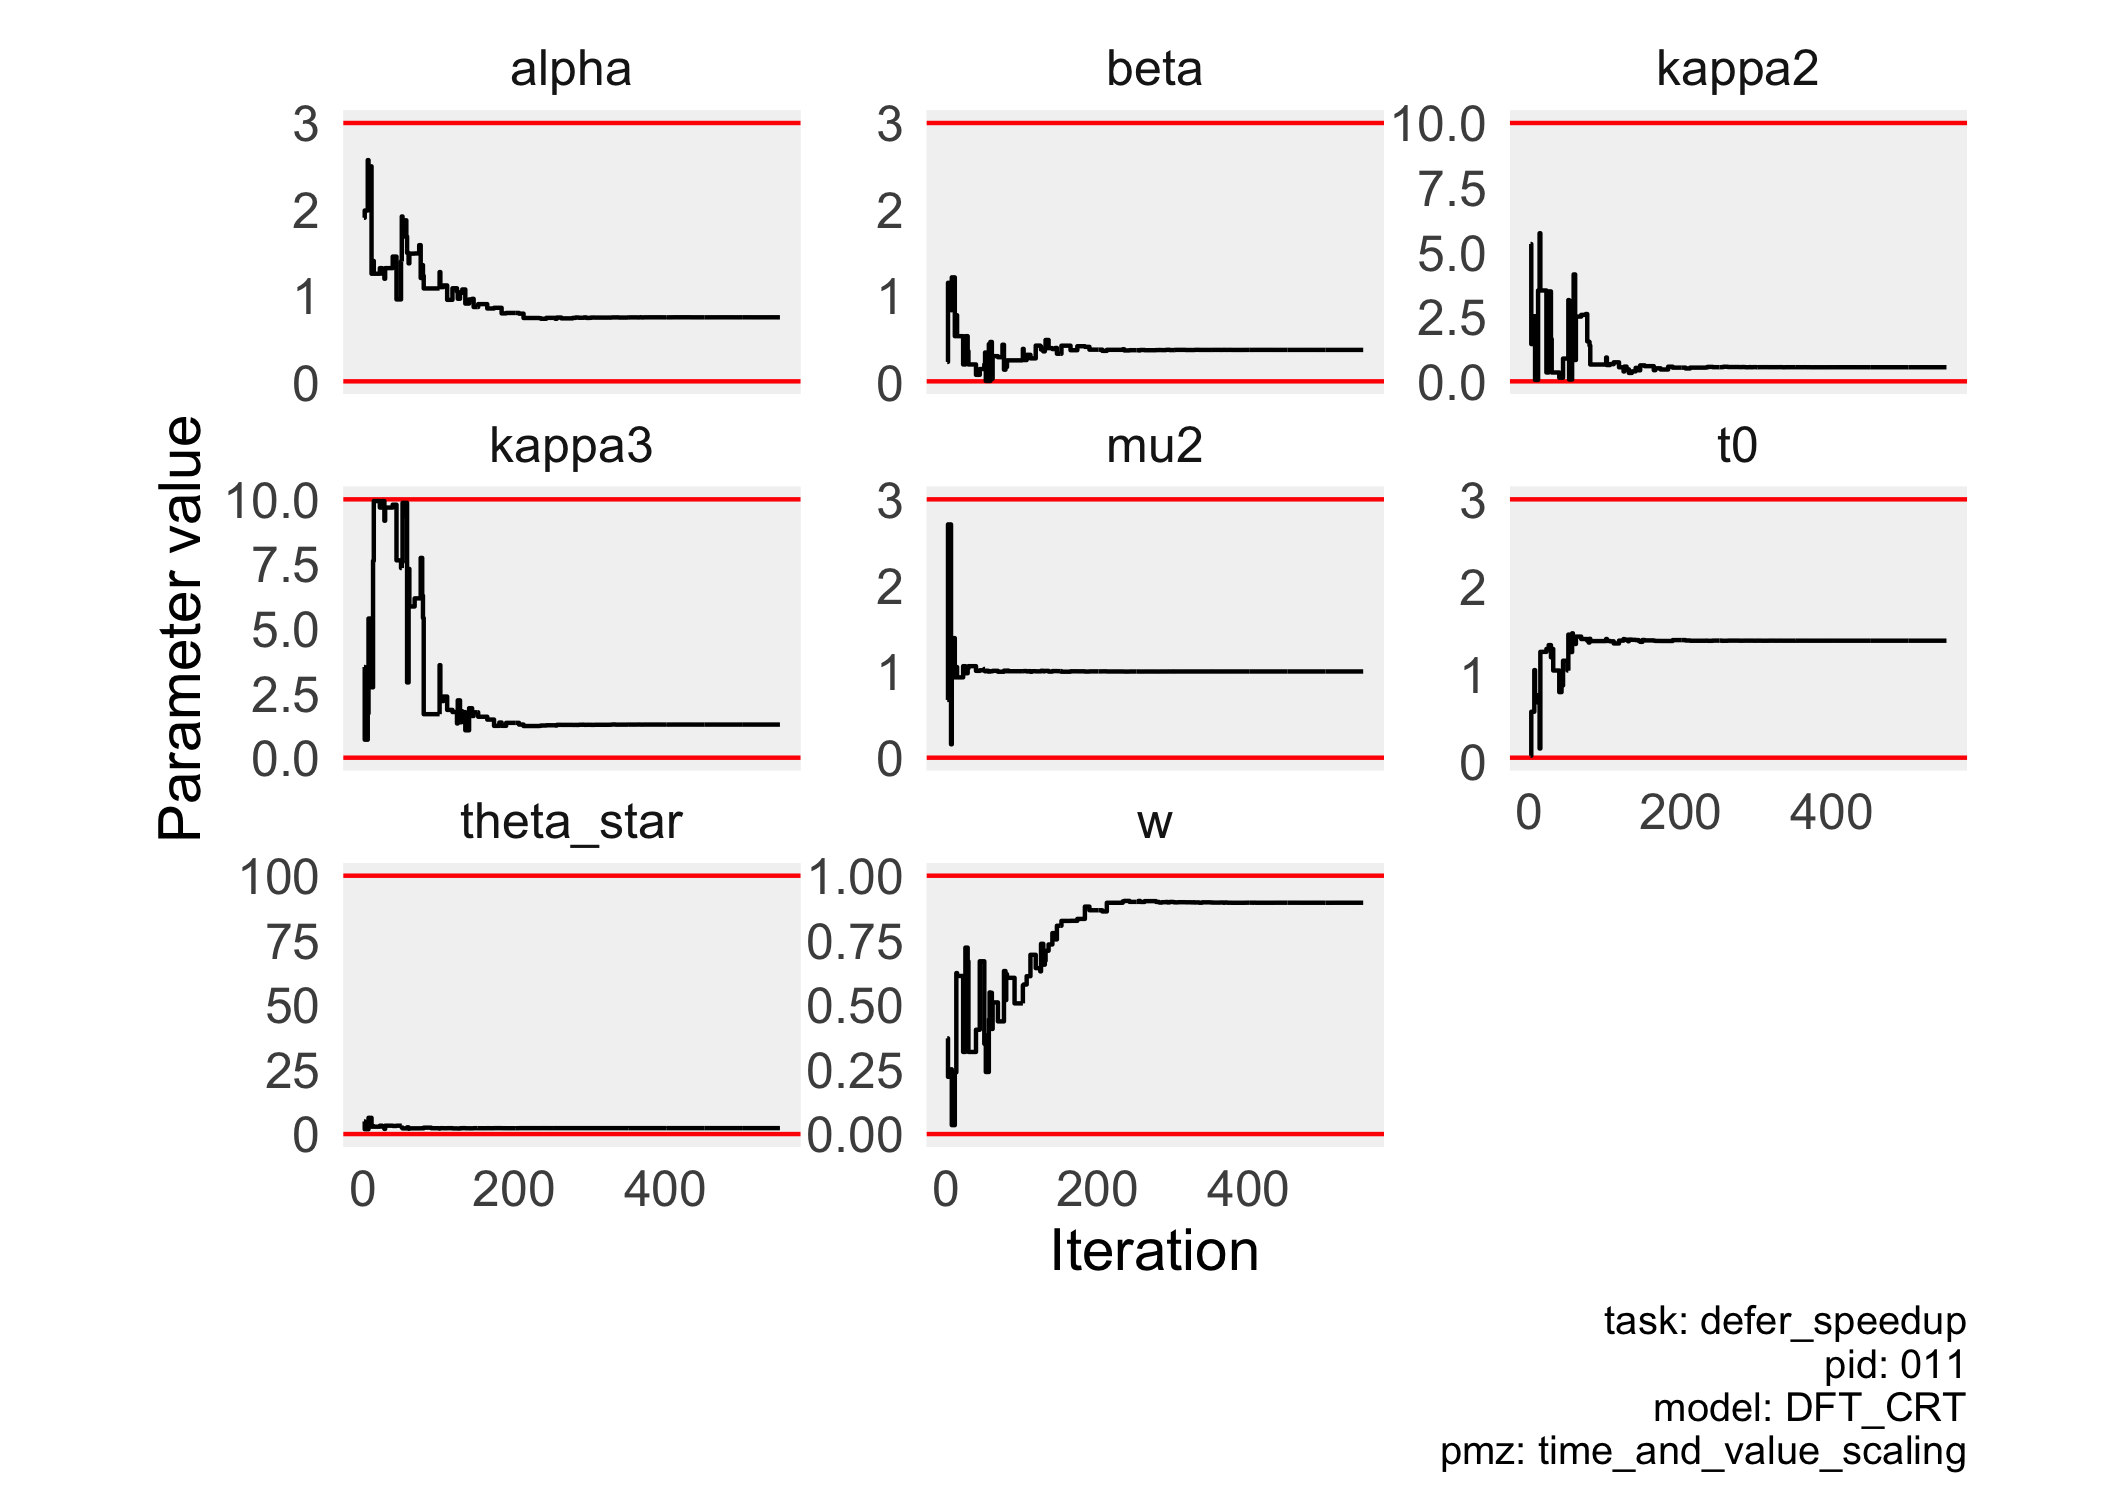 alpha
beta
kappa2
3
2
1
0
3
2
1
0
10.0
7.5
5.0
2.5
0.0
Parameter value
kappa3
mu2
t0
10.0
7.5
5.0
2.5
0.0
3
2
1
0
3
2
1
0
0 200 400
theta_star
w
100
75
50
25
0
1.00
0.75
0.50
0.25
0.00
0 200 400
0 200 400
Iteration
task: defer_speedup
pid: 011
model: DFT_CRT
pmz: time_and_value_scaling